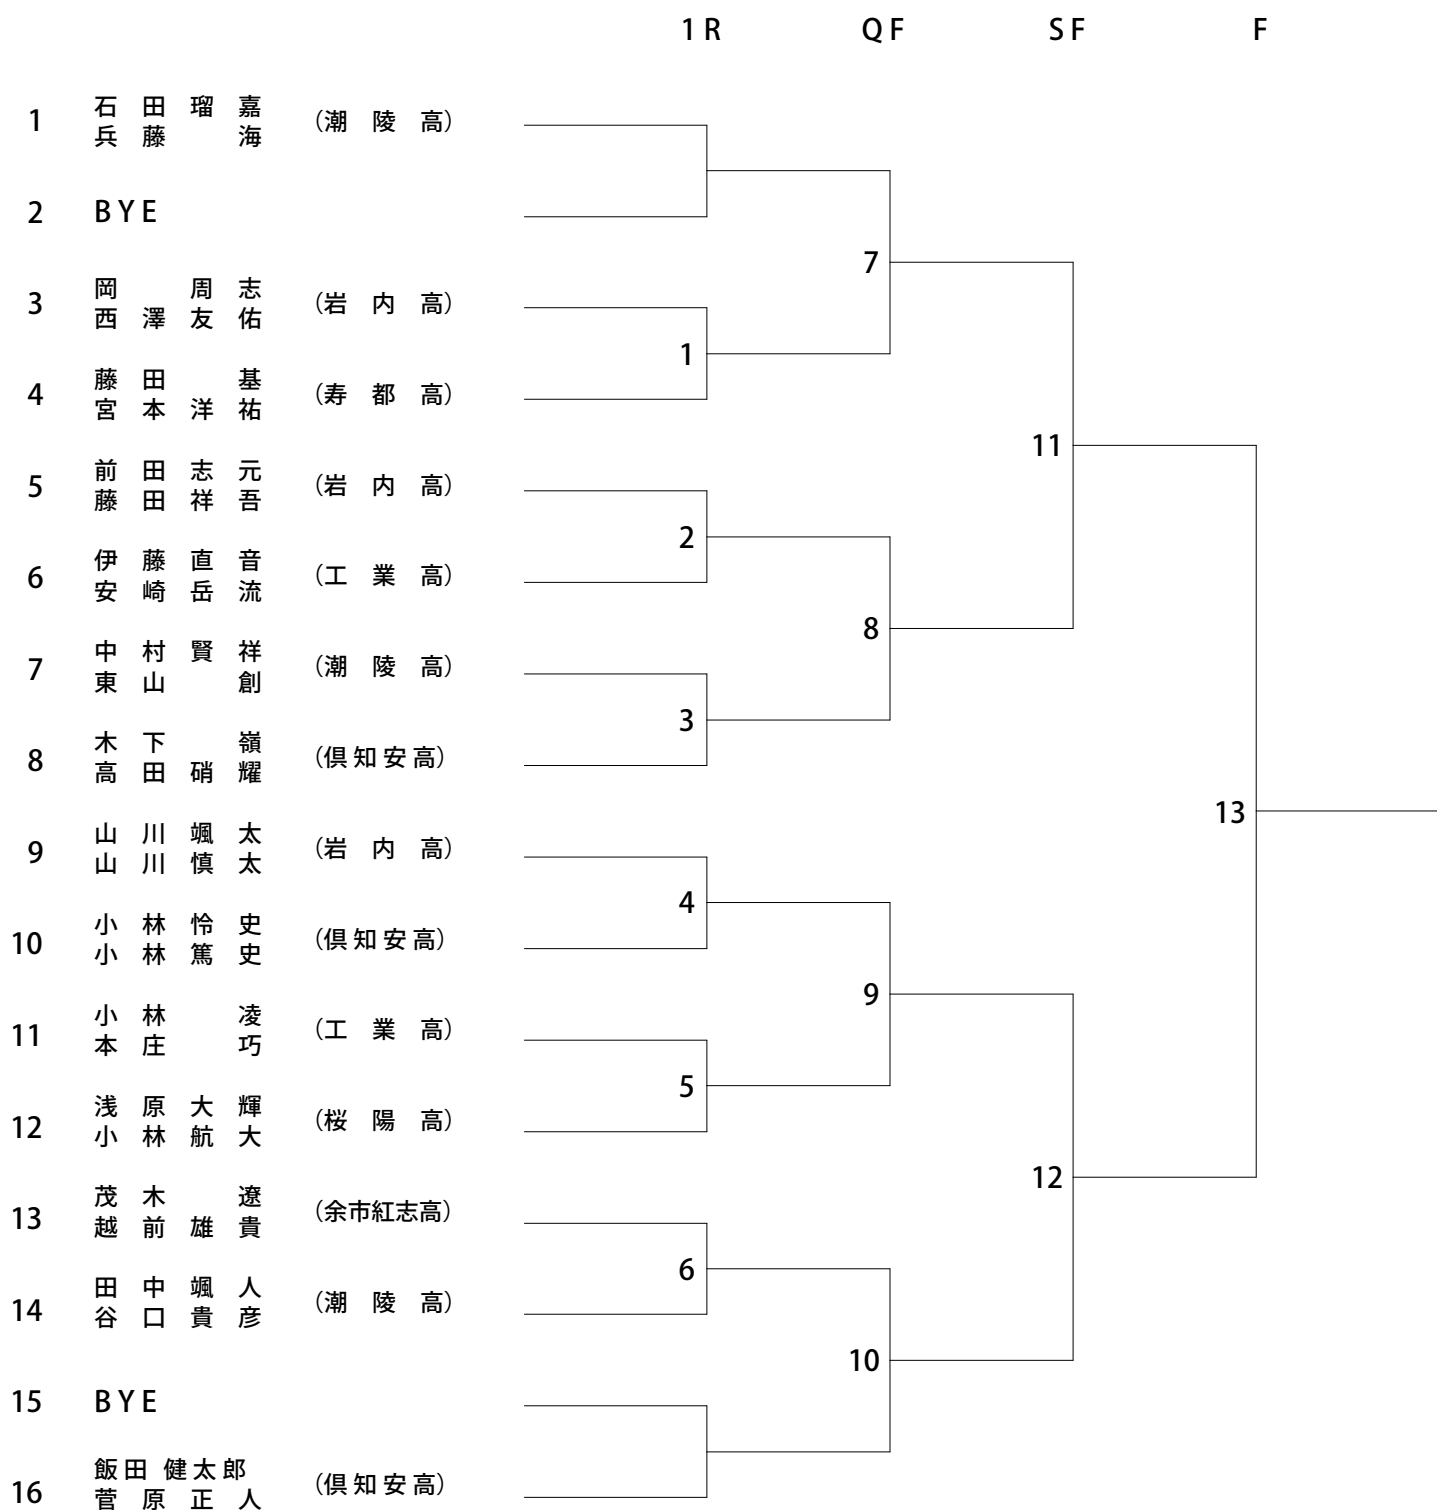 1R QF SF F
1 石田瑠嘉 (潮陵高)
兵藤 海
2 BYE
7
3 岡 周志 (岩内高)
西澤友佑
1
4 藤田 基 (寿都高)
宮本洋祐
11
5 前田志元 (岩内高)
藤田祥吾
2
6 伊藤直音 (工業高)
安崎岳流
8
7 中村賢祥 (潮陵高)
東山 創
3
8 木下 嶺 (倶知安高)
高田硝耀
13
9 山川颯太 (岩内高)
山川慎太
4
10 小林怜史 (倶知安高)
小林篤史
9
11 小林 凌 (工業高)
本庄 巧
5
12 浅原大輝 (桜陽高)
小林航大
12
13 茂木 遼 (余市紅志高)
越前雄貴
6
14 田中颯人 (潮陵高)
谷口貴彦
10
15 BYE
16 飯田 健太郎 (倶知安高)
菅原正人